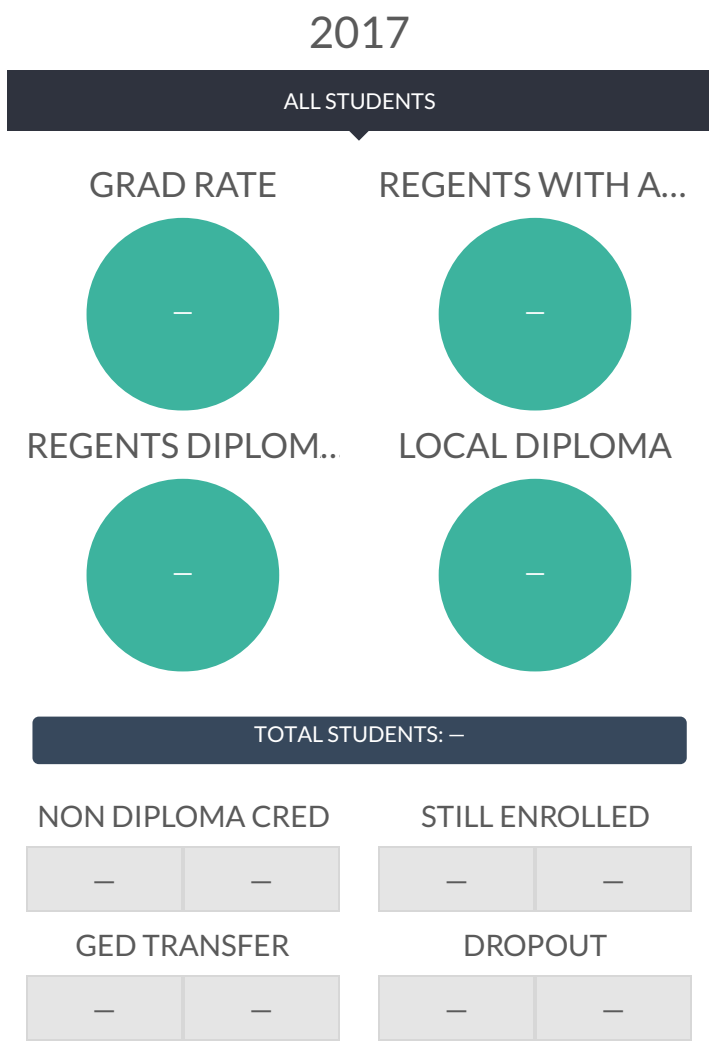 2017
ALL STUDENTS
GRAD RATE
REGENTS WITH A...
—
—
REGENTS DIPLOM...
LOCAL DIPLOMA
—
—
TOTAL STUDENTS: —
NON DIPLOMA CRED
STILL ENROLLED
— —
— —
GED TRANSFER
DROPOUT
— —
— —